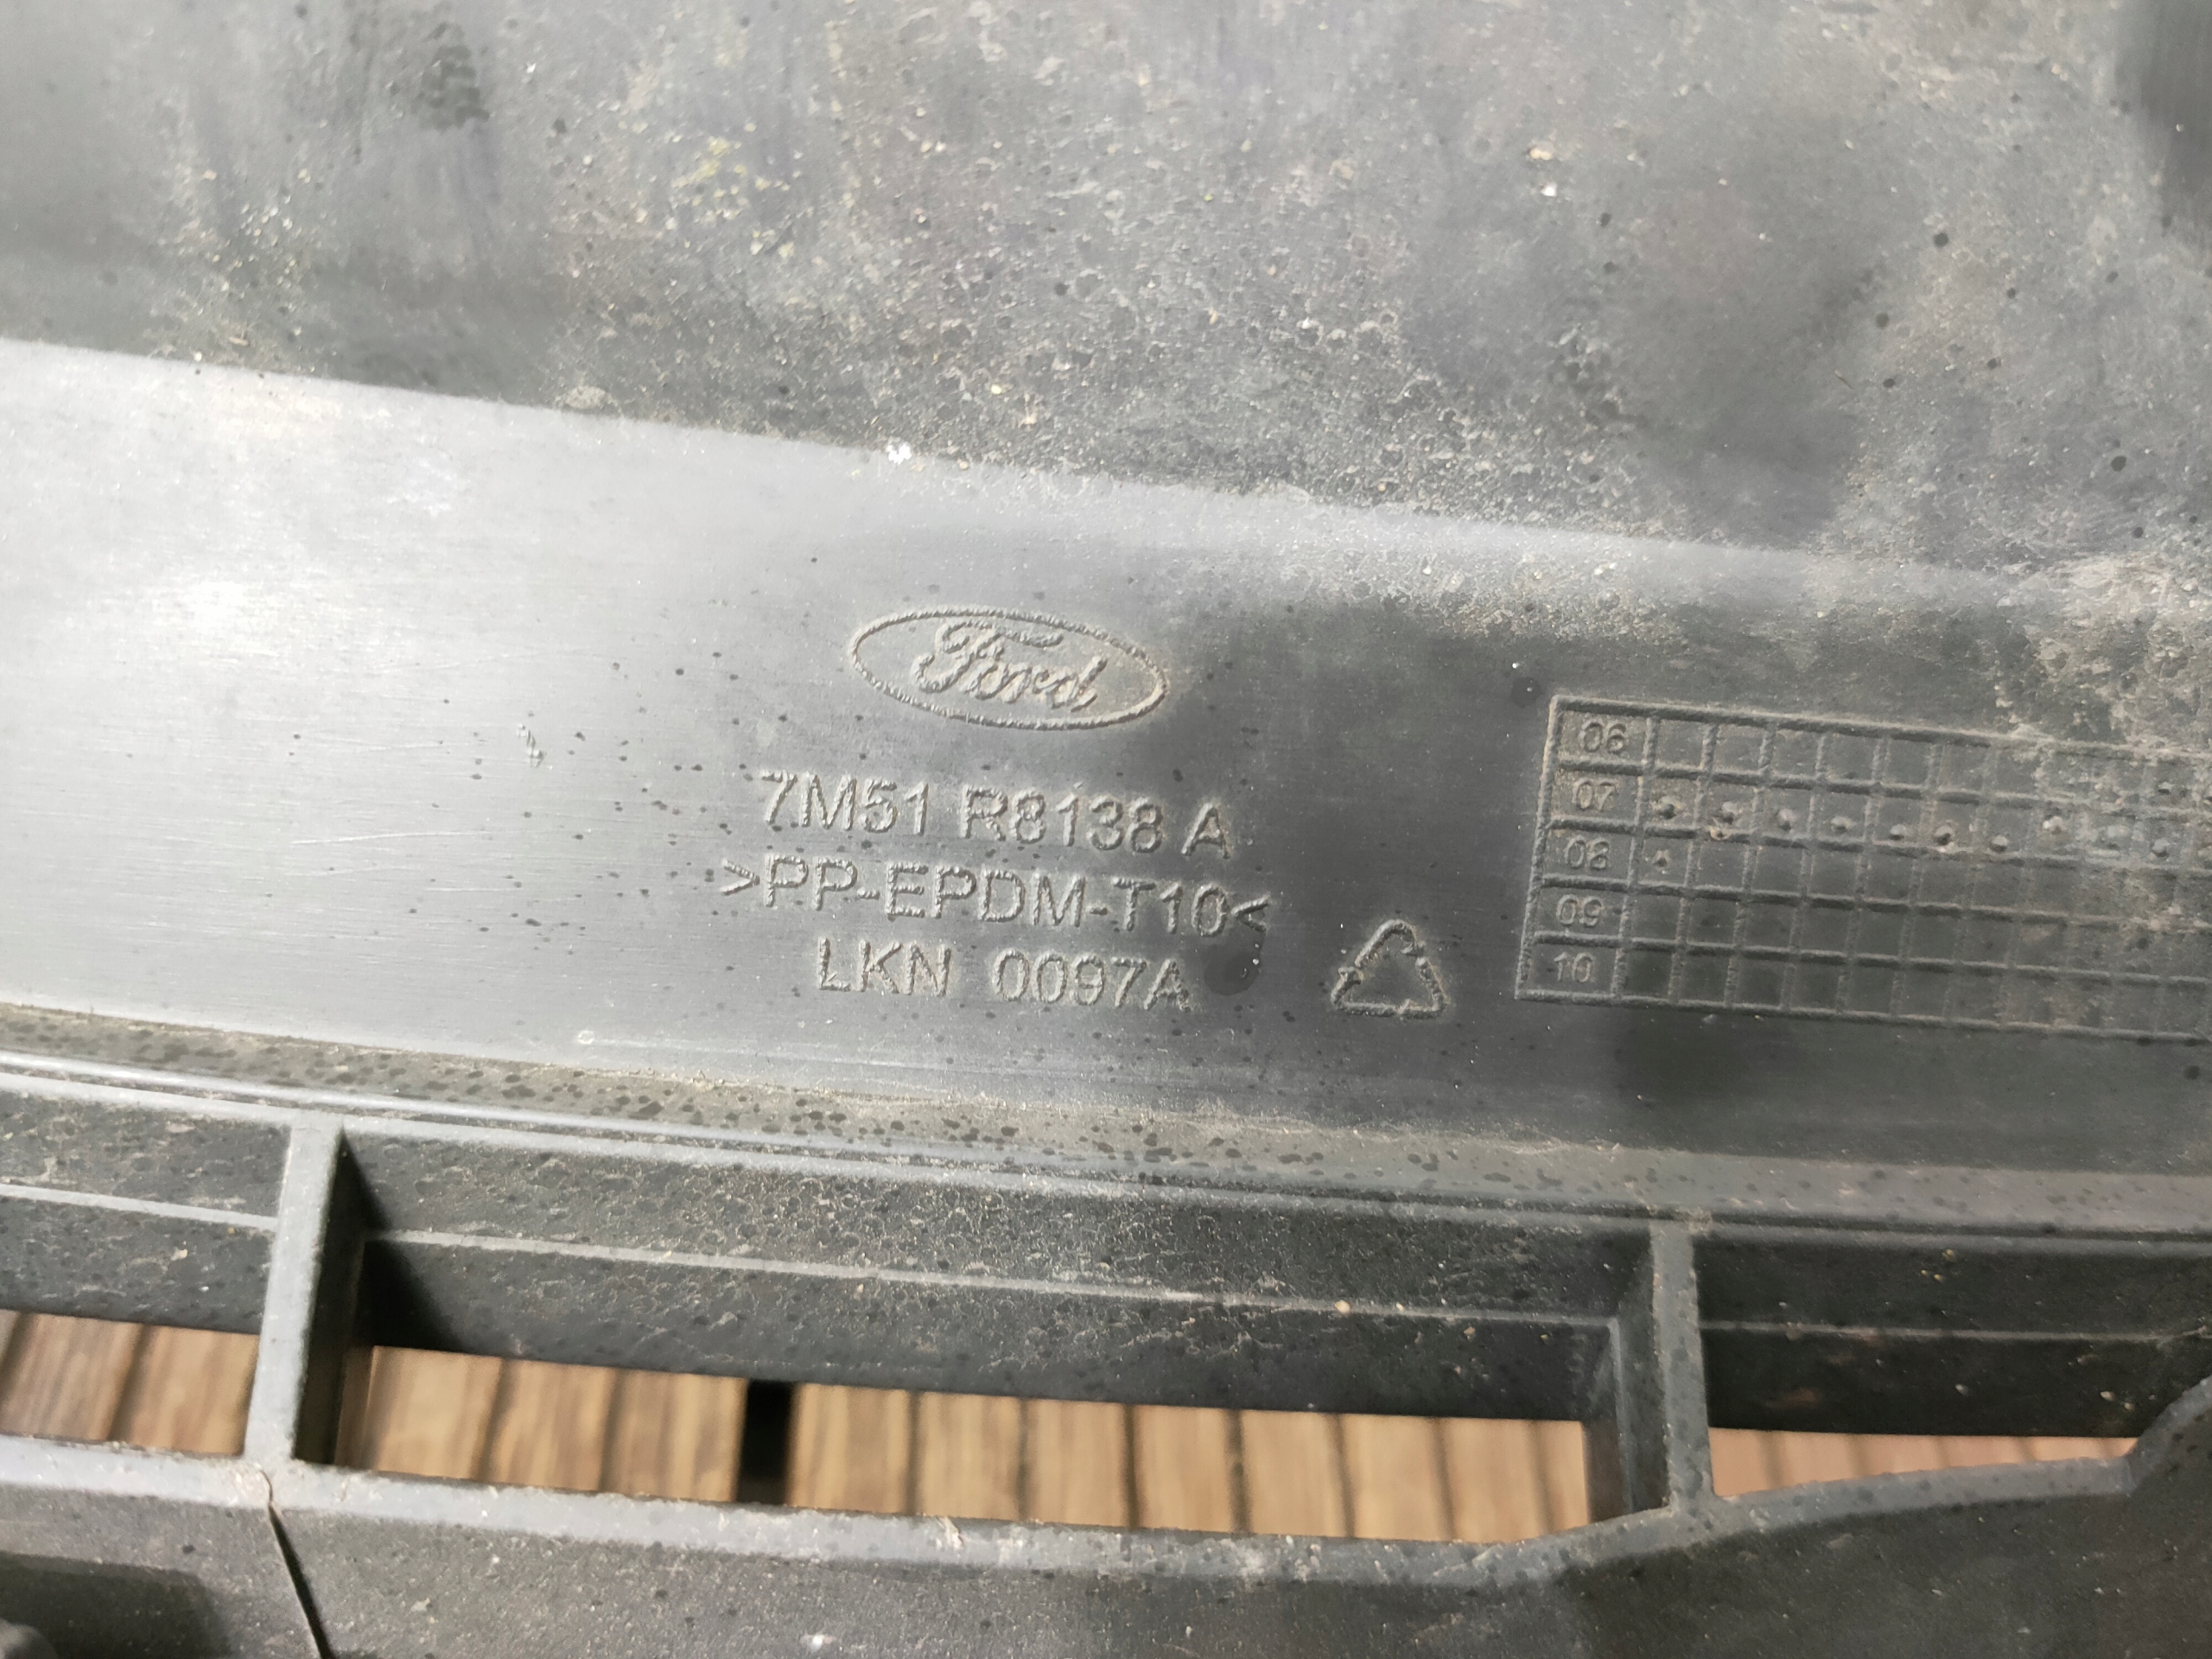 Ford
7M51 R8138 A
>PP-EPDM-T10<
LKN 0097A
06
07
08
09
10